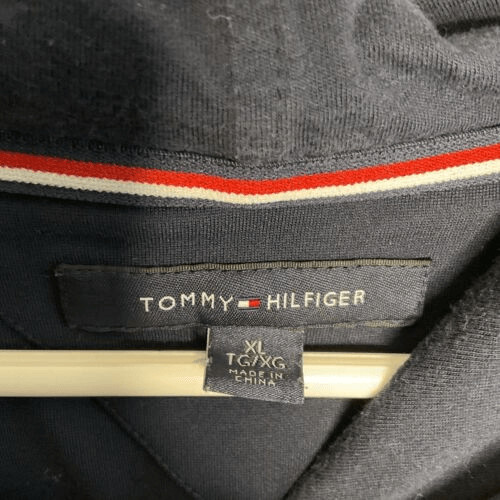 TOMMY HILFIGER
XL
TG/XG
MADE IN
CHINA